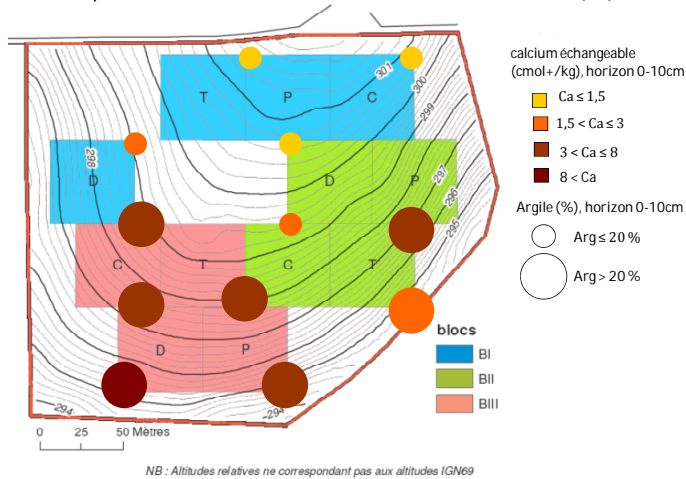 calcium échangeable
(cmol+/kg), horizon 0-10cm
Ca ≤ 1,5
1,5 < Ca ≤ 3
3 < Ca ≤ 8
8 < Ca
Argile (%), horizon 0-10cm
Arg ≤ 20 %
Arg > 20 %
301
300
299
T P C
298
D D P
297
296
295
C T C T
D P
294
294
blocs
BI
BII
BIII
0 25 50 Mètres
NB : Altitudes relatives ne correspondant pas aux altitudes IGN69